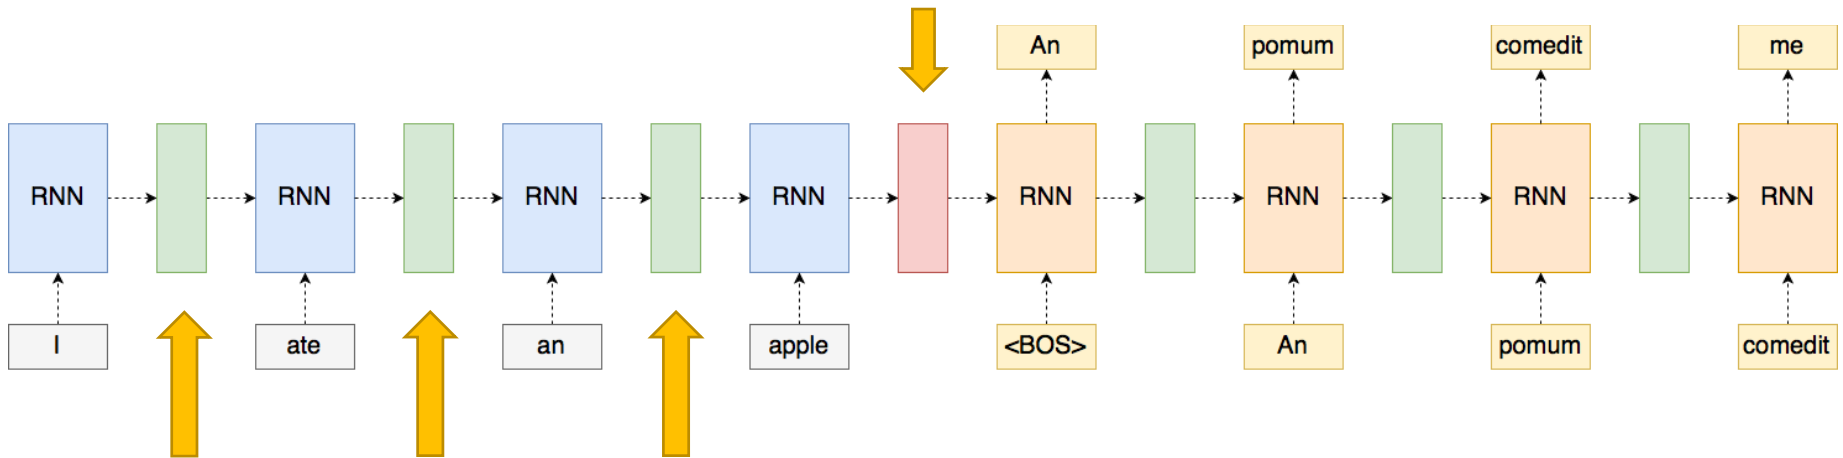 An pomum comedit me
RNN RNN RNN RNN RNN RNN RNN RNN
I ate an apple <BOS> An pomum comedit